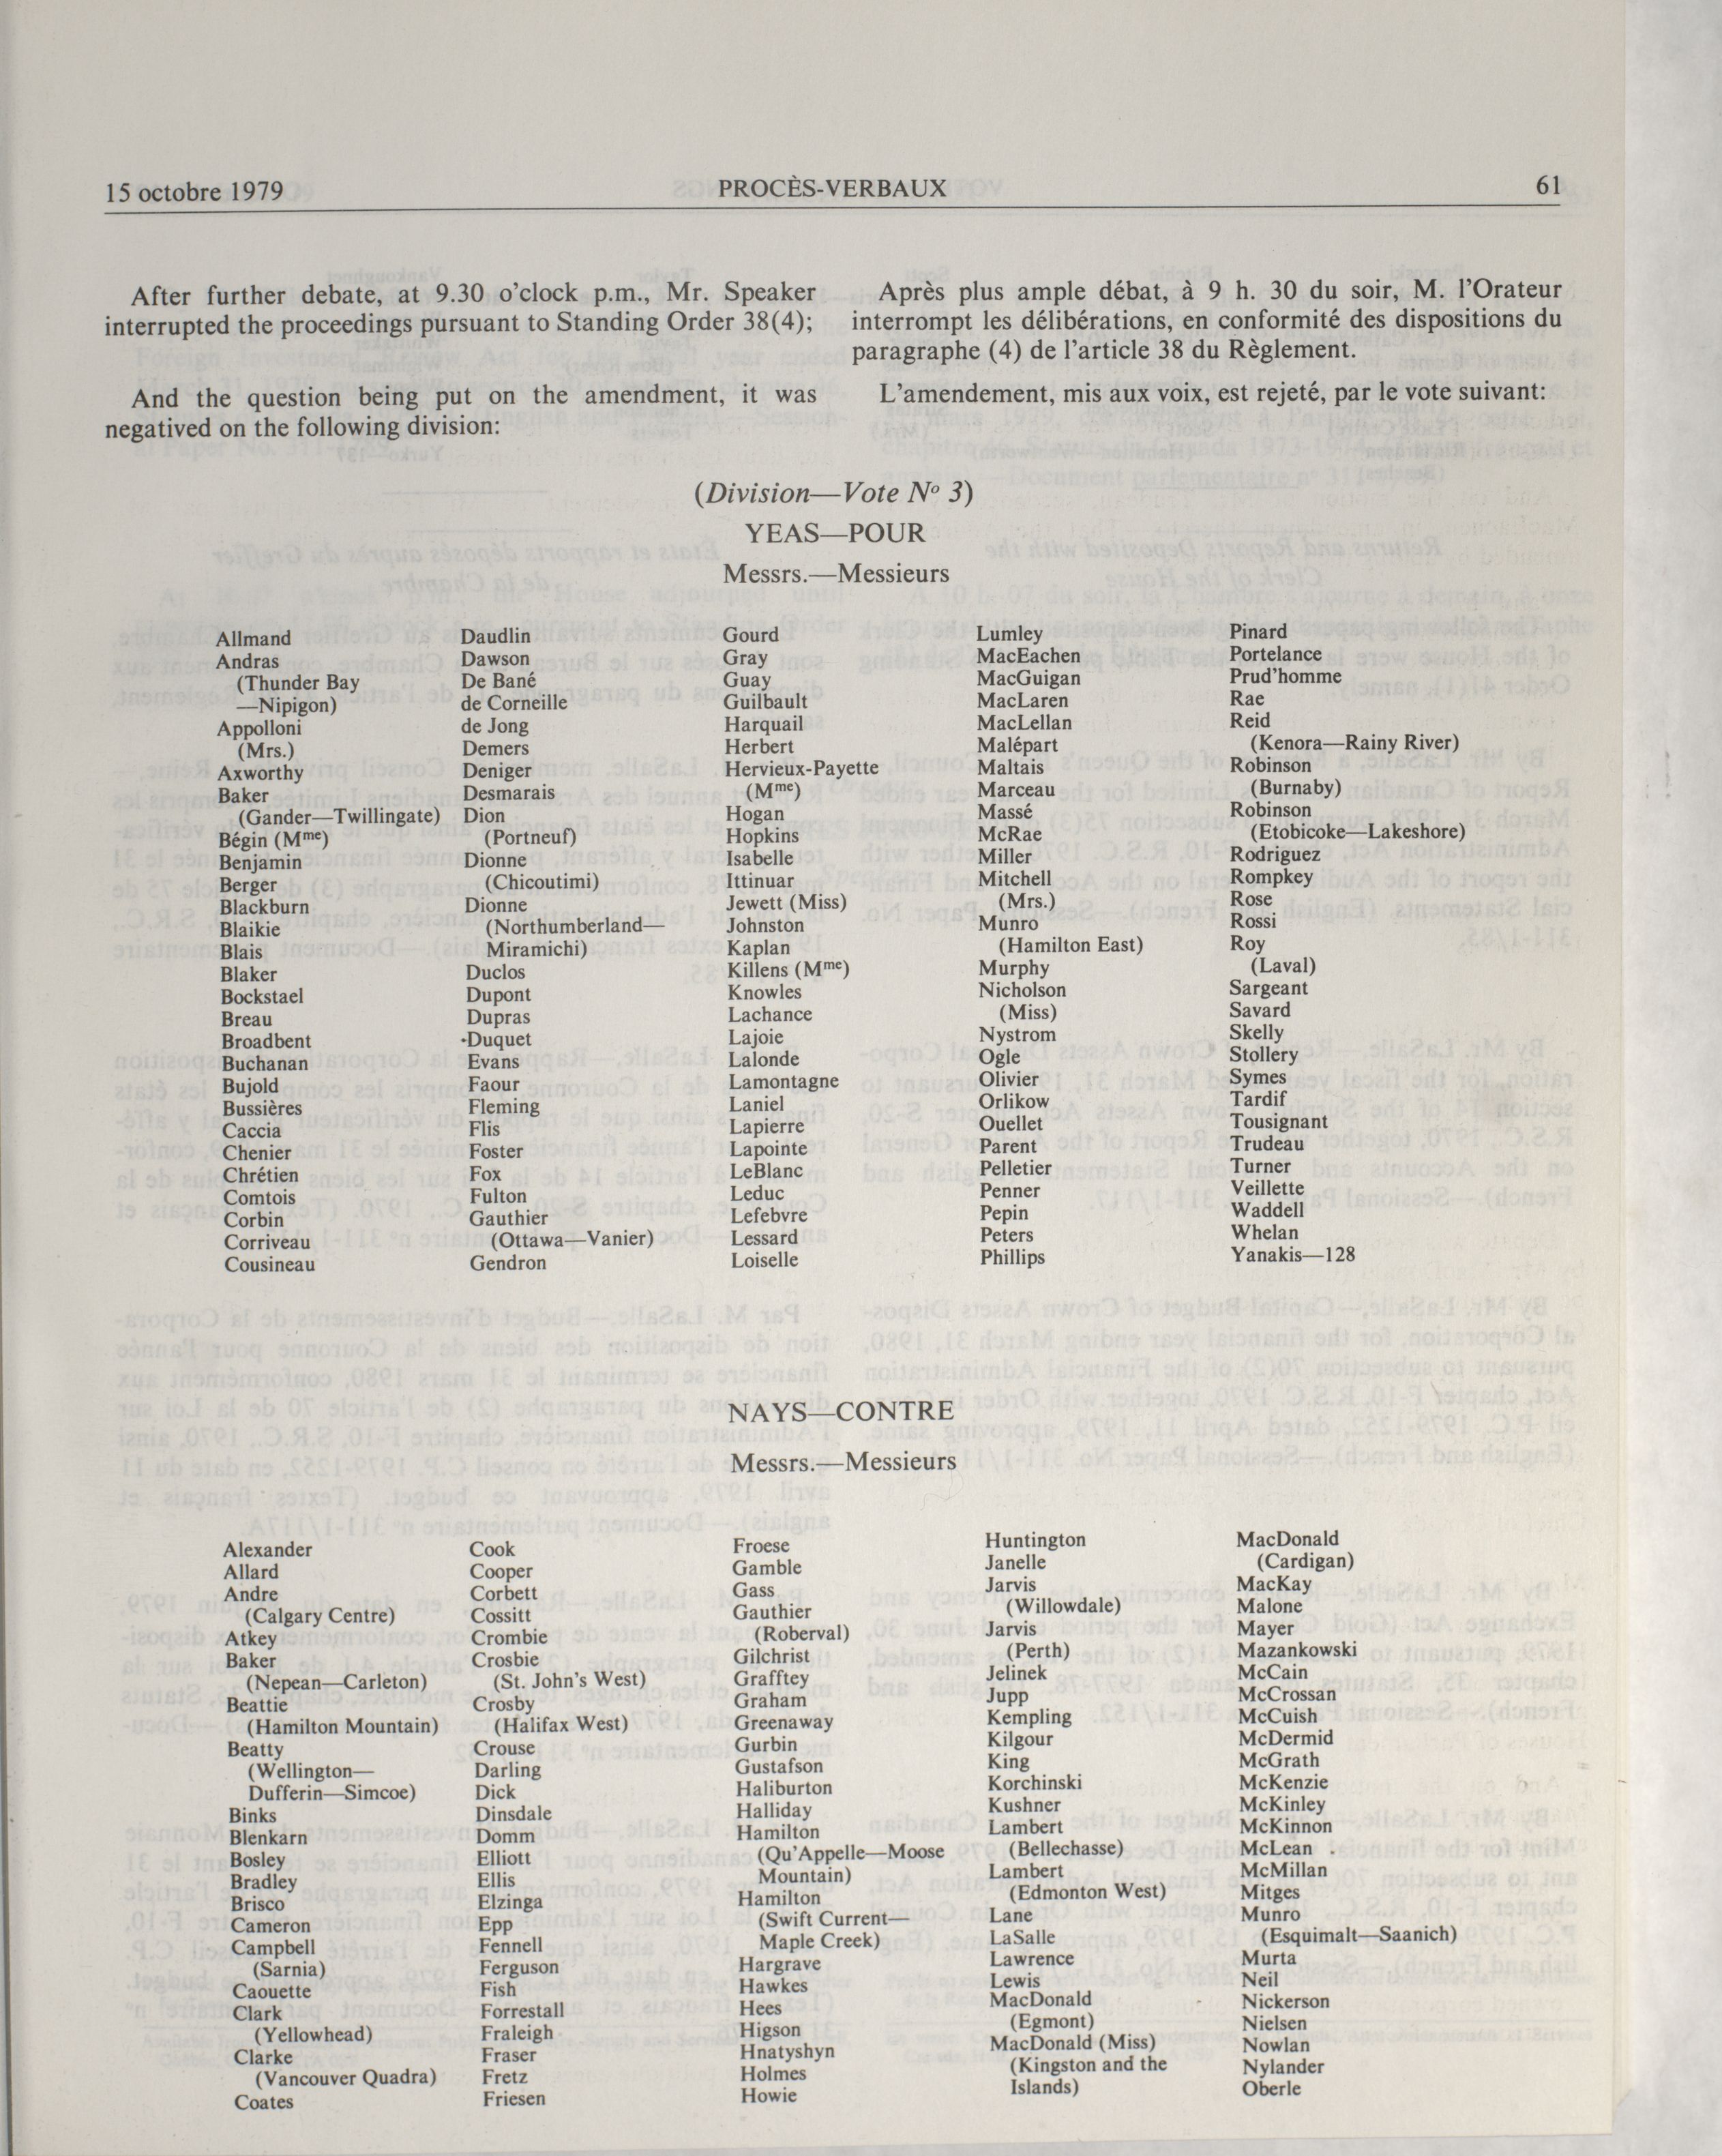 15 octobre 1979
PROCÈS-VERBAUX
61
After further debate, at 9.30 o'clock p.m., Mr. Speaker
interrupted the proceedings pursuant to Standing Order 38(4);
And the question being put on the amendment, it was
negatived on the following division:
Après plus ample débat, à 9 h. 30 du soir, M. l'Orateur
interrompt les délibérations, en conformité des dispositions du
paragraphe (4) de l'article 38 du Règlement.
L'amendement, mis aux voix, est rejeté, par le vote suivant:
(Division—Vote Nº 3)
YEAS—POUR
Messrs.—Messieurs
Allmand
Andras
(Thunder Bay
—Nipigon)
Appolloni
(Mrs.)
Axworthy
Baker
(Gander—Twillingate)
Bégin (Mme)
Benjamin
Berger
Blackburn
Blaikie
Blais
Blaker
Bockstael
Breau
Broadbent
Buchanan
Bujold
Bussières
Caccia
Chenier
Chrétien
Comtois
Corbin
Corriveau
Cousineau
Daudlin
Dawson
De Bané
de Corneille
de Jong
Demers
Deniger
Desmarais
Dion
(Portneuf)
Dionne
(Chicoutimi)
Dionne
(Northumberland—
Miramichi)
Duclos
Dupont
Dupras
Duquet
Evans
Faour
Fleming
Flis
Foster
Fox
Fulton
Gauthier
(Ottawa—Vanier)
Gendron
Gourd
Gray
Guay
Guilbault
Harquail
Herbert
Hervieux-Payette
(Mme)
Hogan
Hopkins
Isabelle
Ittinuar
Jewett (Miss)
Johnston
Kaplan
Killens (Mme)
Knowles
Lachance
Lajoie
Lalonde
Lamontagne
Laniel
Lapierre
Lapointe
LeBlanc
Leduc
Lefebvre
Lessard
Loiselle
Lumley
MacEachen
MacGuigan
MacLaren
MacLellan
Malépart
Maltais
Marceau
Massé
McRae
Miller
Mitchell
(Mrs.)
Munro
(Hamilton East)
Murphy
Nicholson
(Miss)
Nystrom
Ogle
Olivier
Orlikow
Ouellet
Parent
Pelletier
Penner
Pepin
Peters
Phillips
Pinard
Portelance
Prud'homme
Rae
Reid
(Kenora—Rainy River)
Robinson
(Burnaby)
Robinson
(Etobicoke—Lakeshore)
Rodriguez
Rompkey
Rose
Rossi
Roy
(Laval)
Sargeant
Savard
Skelly
Stollery
Symes
Tardif
Tousignant
Trudeau
Turner
Veillette
Waddell
Whelan
Yanakis—128
NAYS—CONTRE
Messrs.—Messieurs
Alexander
Allard
Andre
(Calgary Centre)
Atkey
Baker
(Nepean—Carleton)
Beattie
(Hamilton Mountain)
Beatty
(Wellington—
Dufferin—Simcoe)
Binks
Blenkarn
Bosley
Bradley
Brisco
Cameron
Campbell
(Sarnia)
Caouette
Clark
(Yellowhead)
Clarke
(Vancouver Quadra)
Coates
Cook
Cooper
Corbett
Cossitt
Crombie
Crosbie
(St. John's West)
Crosby
(Halifax West)
Crouse
Darling
Dick
Dinsdale
Domm
Elliott
Ellis
Elzinga
Epp
Fennell
Ferguson
Fish
Forrestall
Fraleigh
Fraser
Fretz
Friesen
Froese
Gamble
Gass
Gauthier
(Roberval)
Gilchrist
Grafftey
Graham
Greenaway
Gurbin
Gustafson
Haliburton
Halliday
Hamilton
(Qu'Appelle—Moose
Mountain)
Hamilton
(Swift Current—
Maple Creek)
Hargrave
Hawkes
Hees
Higson
Hnatyshyn
Holmes
Howie
Huntington
Janelle
Jarvis
(Willowdale)
Jarvis
(Perth)
Jelinek
Jupp
Kempling
Kilgour
King
Korchinski
Kushner
Lambert
(Bellechasse)
Lambert
(Edmonton West)
Lane
LaSalle
Lawrence
Lewis
MacDonald
(Egmont)
MacDonald (Miss)
(Kingston and the
Islands)
MacDonald
(Cardigan)
MacKay
Malone
Mayer
Mazankowski
McCain
McCrossan
McCuish
McDermid
McGrath
McKenzie
McKinley
McKinnon
McLean
McMillan
Mitges
Munro
(Esquimalt—Saanich)
Murta
Neil
Nickerson
Nielsen
Nowlan
Nylander
Oberle